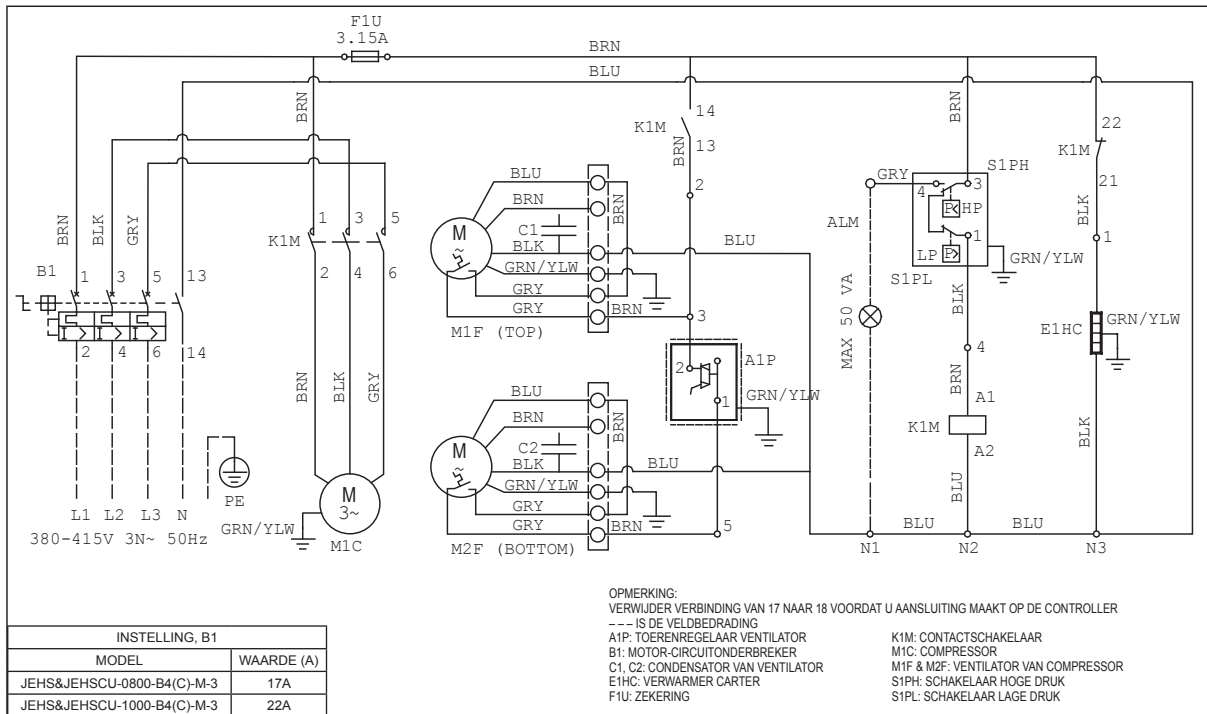 F1U
3.15A
BRN
BLU
BRN
BRN
14
K1M
13
BRN
2
BRN
22
K1M
21
BLK
1
S1PH
GRY
4
3
P< HP
1
LP P>
S1PL
GRN/YLW
ALM
MAX 50 VA
BLK
4
BRN
A1
K1M
A2
BLU
E1HC
GRN/YLW
BLK
BRN
BLK
GRY
B1
1
3
5
13
2
4
6
14
L1
L2
L3
N
PE
380-415V 3N~ 50Hz
1
3
5
K1M
2
4
6
BRN
BLK
GRY
M
3~
GRN/YLW
M1C
BLU
BRN
C1
BLK
GRN/YLW
GRY
GRY
BRN
BRN
BLU
M
~
M1F (TOP)
3
2
1
A1P
GRN/YLW
BLU
BRN
C2
BLK
GRN/YLW
GRY
GRY
BRN
BRN
BLU
M
~
M2F (BOTTOM)
5
BLU
BLU
N1
N2
N3
OPMERKING:
VERWIJDER VERBINDING VAN 17 NAAR 18 VOORDAT U AANSLUITING MAAKT OP DE CONTROLLER
--- IS DE VELDBEDRADING
A1P: TOERENREGELAAR VENTILATOR
B1: MOTOR-CIRCUITONDERBREKER
C1, C2: CONDENSATOR VAN VENTILATOR
E1HC: VERWARMER CARTER
F1U: ZEKERING
K1M: CONTACTSCHAKELAAR
M1C: COMPRESSOR
M1F & M2F: VENTILATOR VAN COMPRESSOR
S1PH: SCHAKELAAR HOGE DRUK
S1PL: SCHAKELAAR LAGE DRUK
INSTELLING, B1
MODEL WAARDE (A)
JEHS&JEHSCU-0800-B4(C)-M-3 17A
JEHS&JEHSCU-1000-B4(C)-M-3 22A